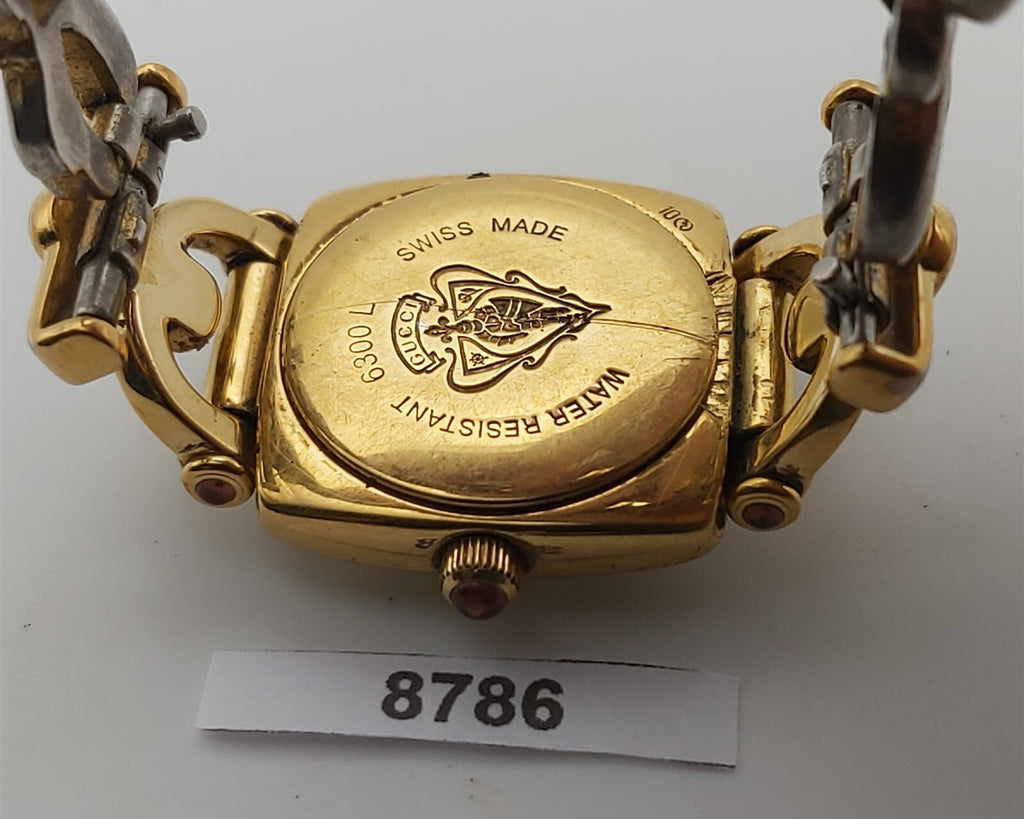 SWISS MADE
GUCCI
6300 L
WATER RESISTANT
10
8786